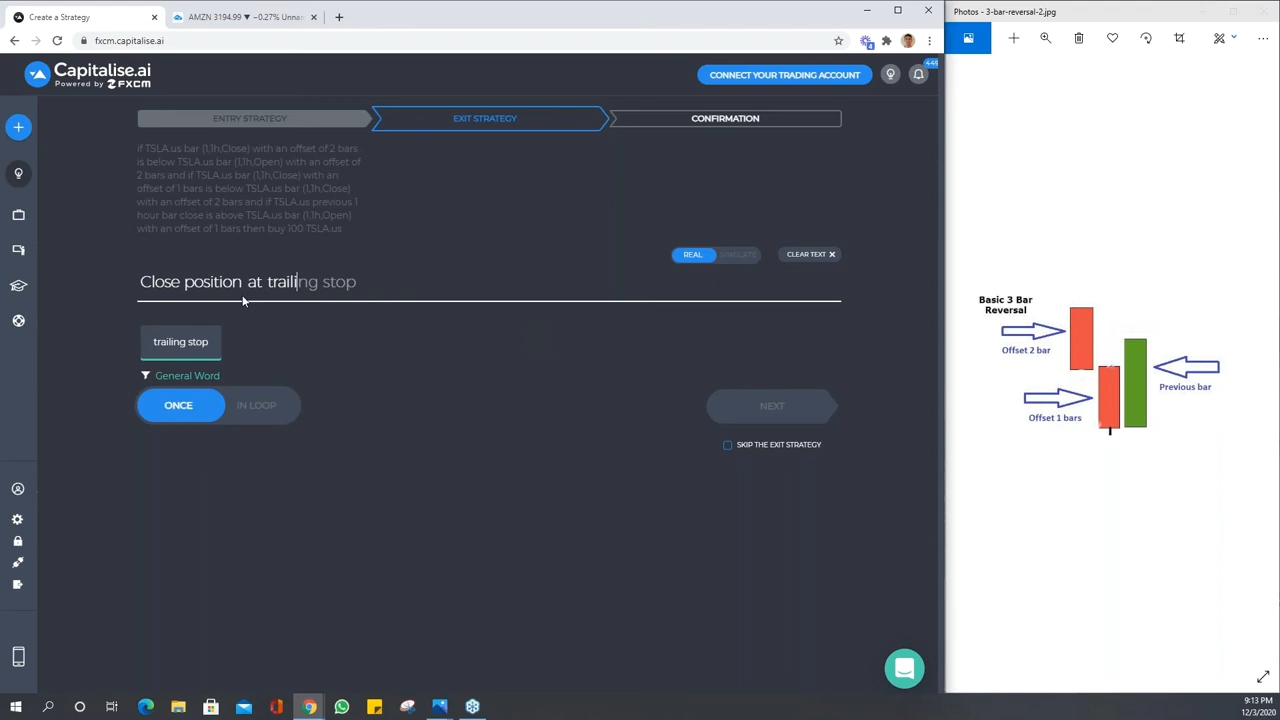 Create a Strategy
AMZN 3194.99 ▼ −0.27% Unna
fxcm.capitalise.ai
4
Photos - 3-bar-reversal-2.jpg
Capitalise.ai
Powered by FXCM
CONNECT YOUR TRADING ACCOUNT
449
ENTRY STRATEGY
EXIT STRATEGY
CONFIRMATION
if TSLA.us bar (1,1h,Close) with an offset of 2 bars
is below TSLA.us bar (1,1h,Open) with an offset of
2 bars and if TSLA.us bar (1,1h,Close) with an
offset of 1 bars is below TSLA.us bar (1,1h,Close)
with an offset of 2 bars and if TSLA.us previous 1
hour bar close is above TSLA.us bar (1,1h,Open)
with an offset of 1 bars then buy 100 TSLA.us
REAL
SIMULATE
CLEAR TEXT ✕
Close position at trailing stop
trailing stop
General Word
ONCE
IN LOOP
NEXT
SKIP THE EXIT STRATEGY
Basic 3 Bar
Reversal
Offset 2 bar
Previous bar
Offset 1 bars
9:13 PM
12/3/2020